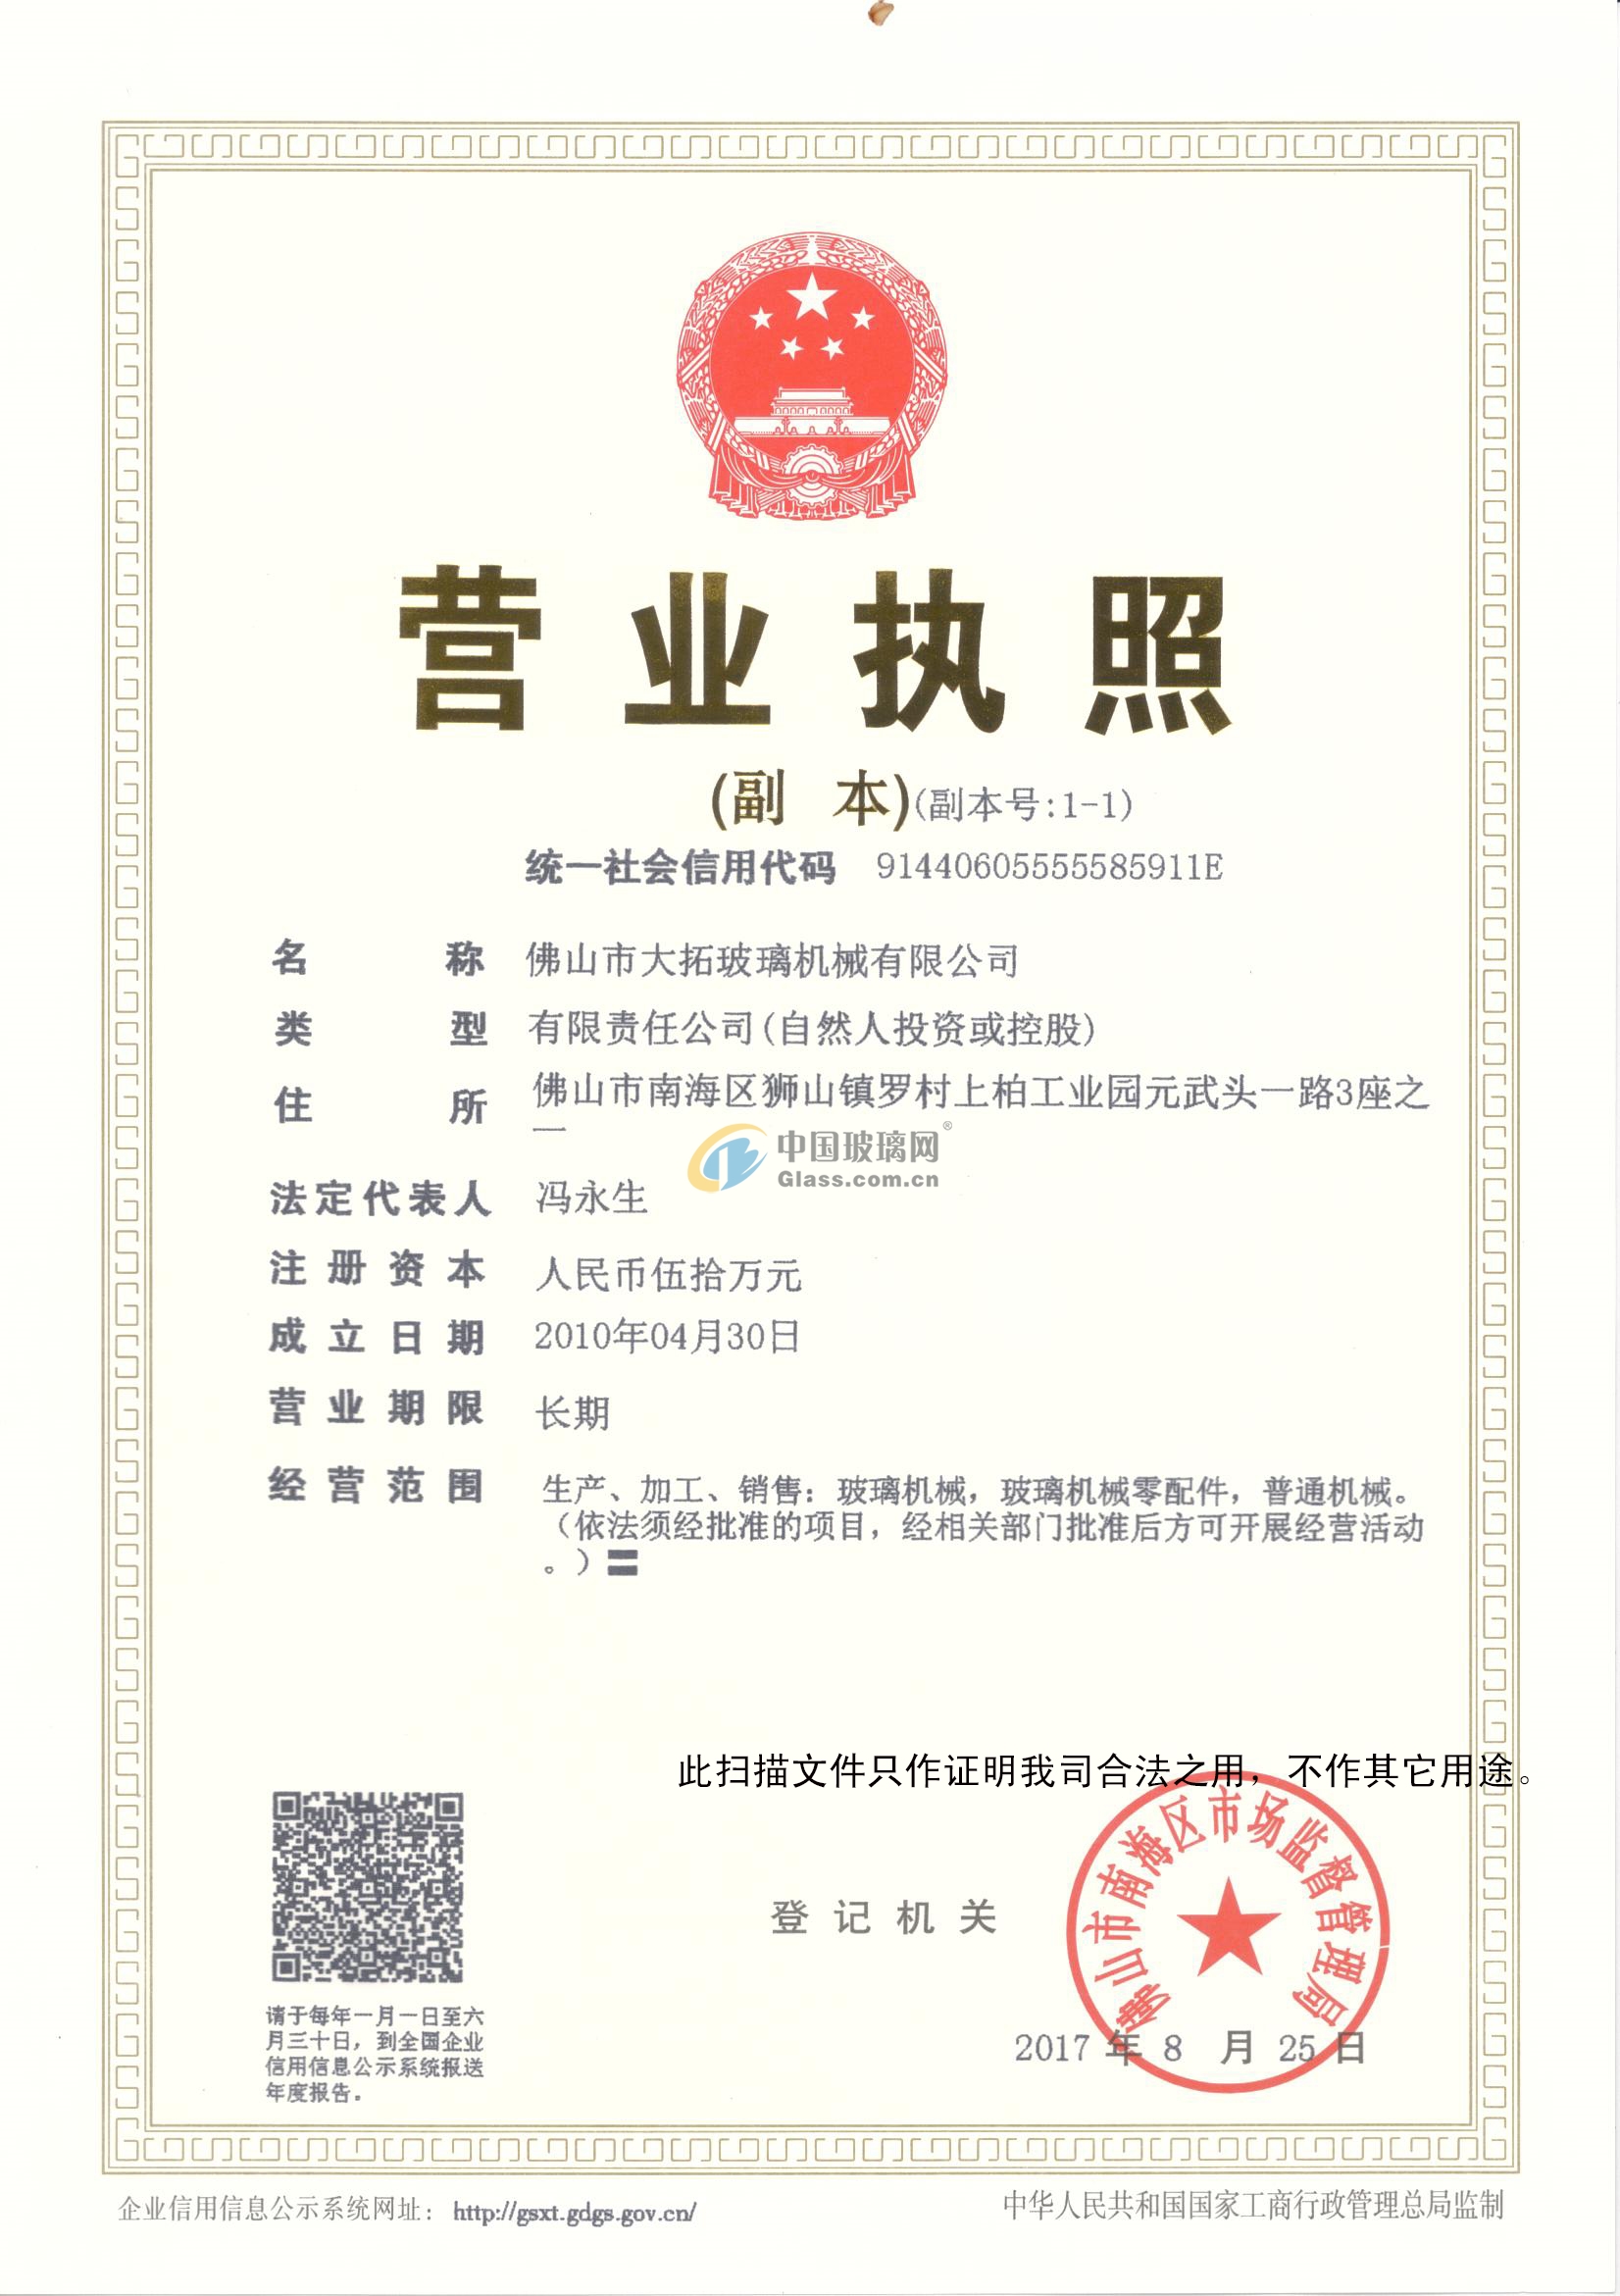 营业执照
(副 本)(副本号:1-1)
统一社会信用代码 91440605555585911E
名 称 佛山市大拓玻璃机械有限公司
类 型 有限责任公司(自然人投资或控股)
住 所 佛山市南海区狮山镇罗村上柏工业园元武头一路3座之
一
中国玻璃网®
Glass.com.cn
法定代表人 冯永生
注册资本 人民币伍拾万元
成立日期 2010年04月30日
营业期限 长期
经营范围 生产、加工、销售：玻璃机械，玻璃机械零配件，普通机械。
（依法须经批准的项目，经相关部门批准后方可开展经营活动
。）〓
此扫描文件只作证明我司合法之用，不作其它用途。
佛山市南海区市场监督管理局
登记机关
2017 年 8 月 25 日
请于每年一月一日至六
月三十日，到全国企业
信用信息公示系统报送
年度报告。
企业信用信息公示系统网址： http://gsxt.gdgs.gov.cn/
中华人民共和国国家工商行政管理总局监制